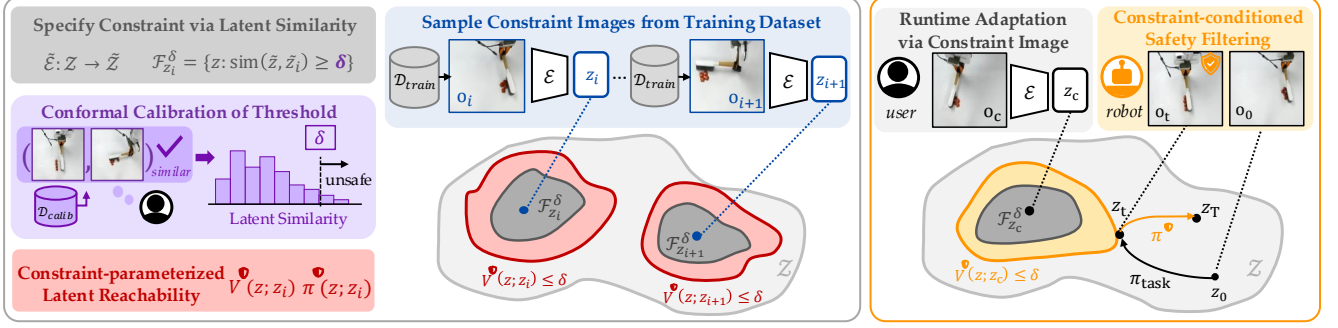 Specify Constraint via Latent Similarity
Ẽ: Z → Z̃   F^δ_{z_i} = {z: sim(z̃, z̃_i) ≥ δ}
Conformal Calibration of Threshold
( , ) similar
D_calib
δ
unsafe
Latent Similarity
Constraint-parameterized
Latent Reachability
V(z; z_i) π(z; z_i)
Sample Constraint Images from Training Dataset
D_train
o_i
E
z_i
...
D_train
o_{i+1}
E
z_{i+1}
F^δ_{z_i}
F^δ_{z_{i+1}}
V(z; z_i) ≤ δ
V(z; z_{i+1}) ≤ δ
Z
Runtime Adaptation
via Constraint Image
user
o_c
E
z_c
Constraint-conditioned
Safety Filtering
robot
o_t
o_0
F^δ_{z_c}
z_t
z_T
π
V(z; z_c) ≤ δ
π_task
z_0
Z